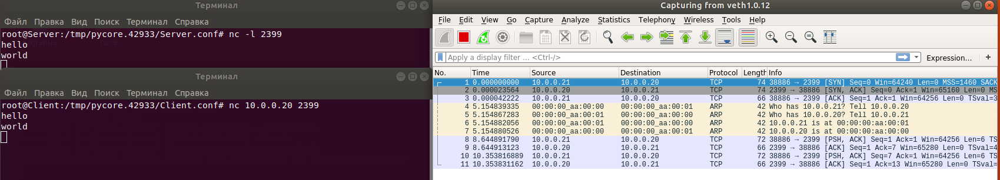 Терминал
Файл Правка Вид Поиск Терминал Справка
root@Server:/tmp/pycore.42933/Server.conf# nc -l 2399
hello
world
Терминал
Файл Правка Вид Поиск Терминал Справка
root@Client:/tmp/pycore.42933/Client.conf# nc 10.0.0.20 2399
hello
world
Capturing from veth1.0.12
File Edit View Go Capture Analyze Statistics Telephony Wireless Tools Help
Apply a display filter ... <Ctrl-/> Expression... +
No. Time Source Destination Protocol Length Info
1 0.000000000 10.0.0.21 10.0.0.20 TCP 74 38886 → 2399 [SYN] Seq=0 Win=64240 Len=0 MSS=1460 SACK
2 0.000023564 10.0.0.20 10.0.0.21 TCP 74 2399 → 38886 [SYN, ACK] Seq=0 Ack=1 Win=65160 Len=0 MS
3 0.000042222 10.0.0.21 10.0.0.20 TCP 66 38886 → 2399 [ACK] Seq=1 Ack=1 Win=64256 Len=0 TSval=3
4 5.154839335 00:00:00_aa:00:00 00:00:00_aa:00:01 ARP 42 Who has 10.0.0.21? Tell 10.0.0.20
5 5.154867283 00:00:00_aa:00:01 00:00:00_aa:00:00 ARP 42 Who has 10.0.0.20? Tell 10.0.0.21
6 5.154882056 00:00:00_aa:00:01 00:00:00_aa:00:00 ARP 42 10.0.0.21 is at 00:00:00:aa:00:01
7 5.154880526 00:00:00_aa:00:00 00:00:00_aa:00:01 ARP 42 10.0.0.20 is at 00:00:00:aa:00:00
8 8.644891790 10.0.0.21 10.0.0.20 TCP 72 38886 → 2399 [PSH, ACK] Seq=1 Ack=1 Win=64256 Len=6 TS
9 8.644913123 10.0.0.20 10.0.0.21 TCP 66 2399 → 38886 [ACK] Seq=1 Ack=7 Win=65280 Len=0 TSval=4
10 10.353816889 10.0.0.21 10.0.0.20 TCP 72 38886 → 2399 [PSH, ACK] Seq=7 Ack=1 Win=64256 Len=6 TS
11 10.353831162 10.0.0.20 10.0.0.21 TCP 66 2399 → 38886 [ACK] Seq=1 Ack=13 Win=65280 Len=0 TSval=